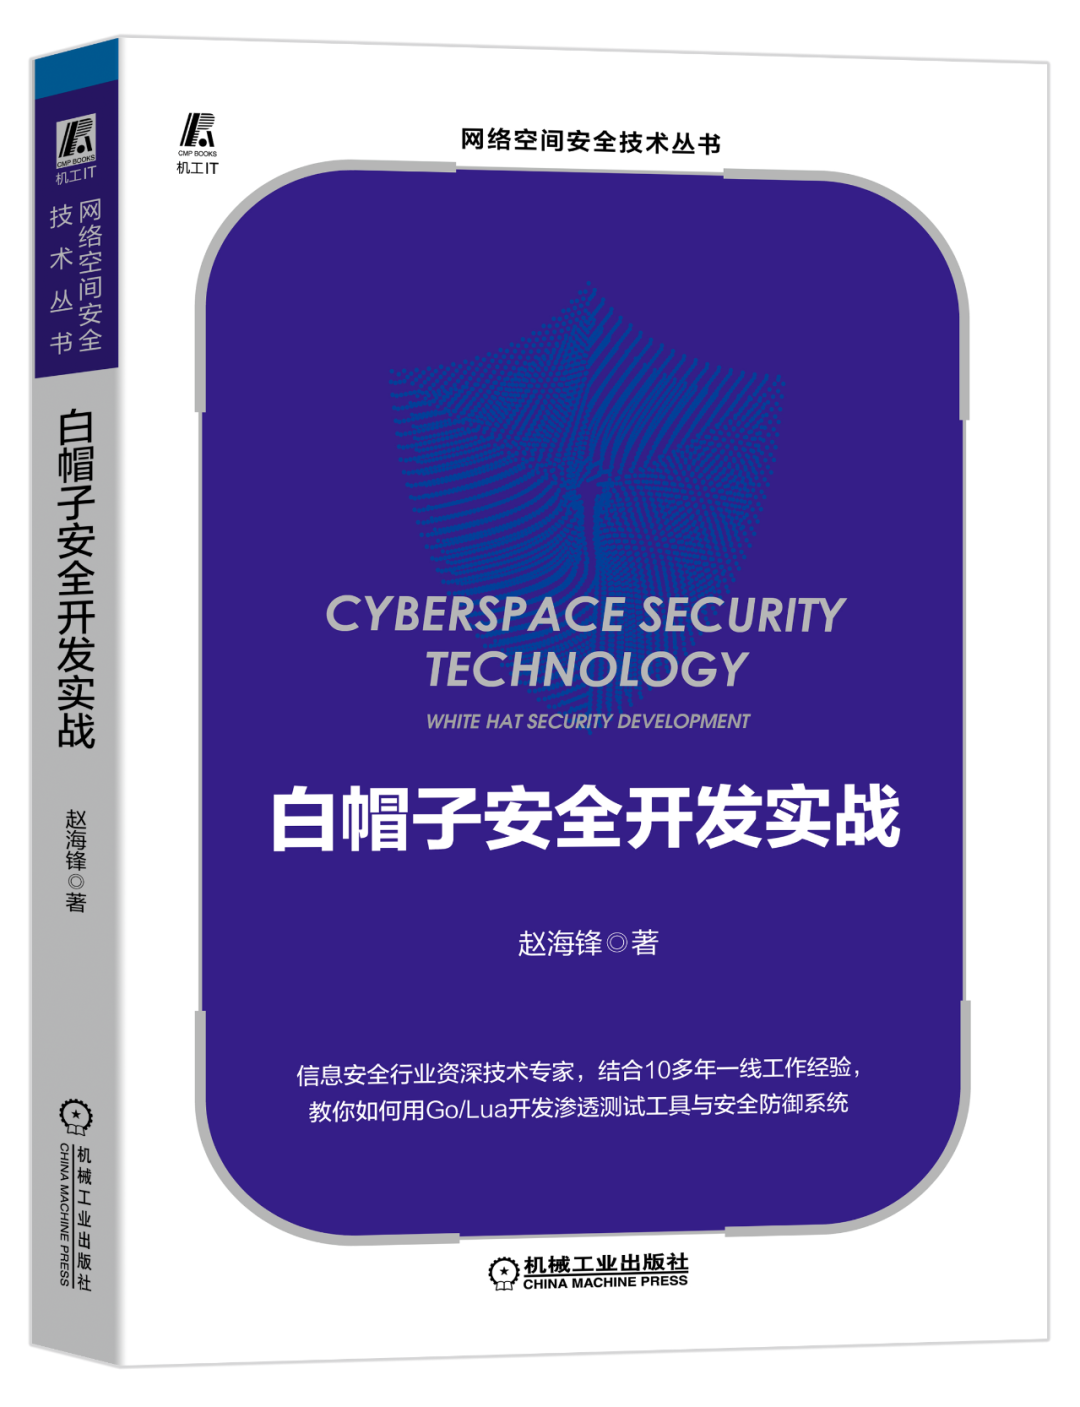 CMP BOOKS
机工IT
网络空间安全
技术丛书
白帽子安全开发实战
赵海锋◎著
机械工业出版社
CHINA MACHINE PRESS
CMP BOOKS
机工IT
网络空间安全技术丛书
CYBERSPACE SECURITY
TECHNOLOGY
WHITE HAT SECURITY DEVELOPMENT
白帽子安全开发实战
赵海锋◎著
信息安全行业资深技术专家，结合10多年一线工作经验，
教你如何用Go/Lua开发渗透测试工具与安全防御系统
机械工业出版社
CHINA MACHINE PRESS